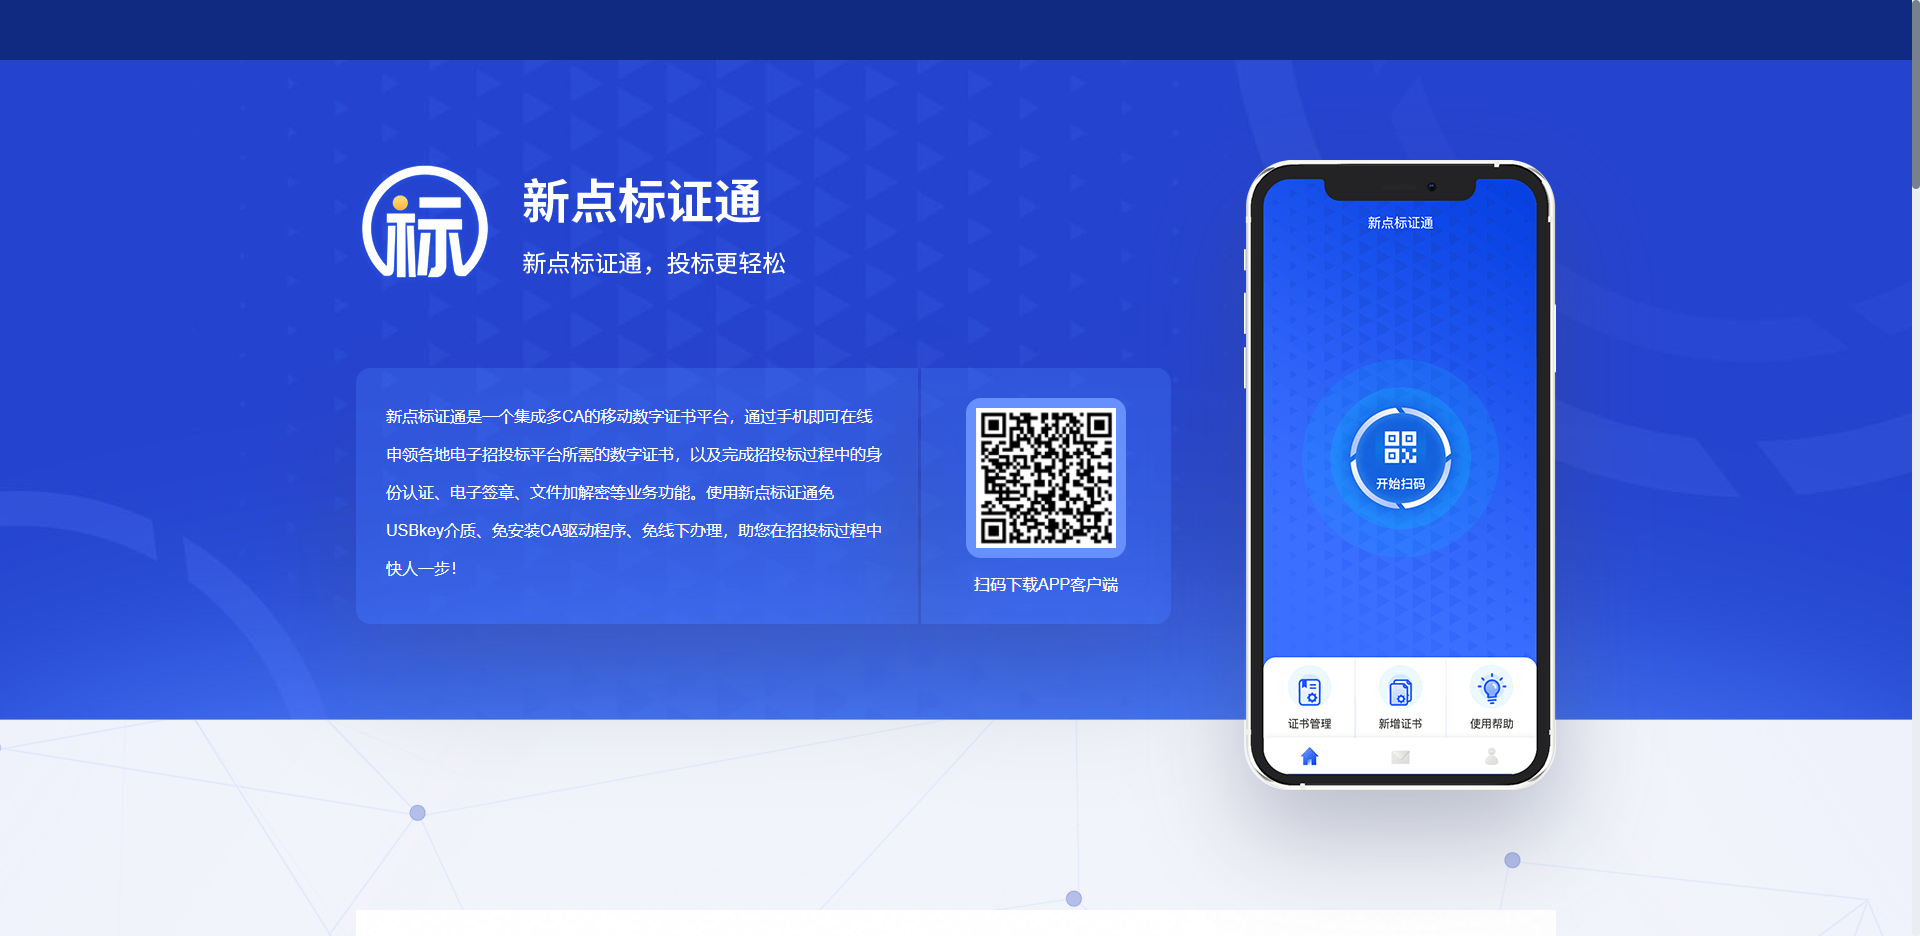 标
新点标证通
新点标证通，投标更轻松
新点标证通是一个集成多CA的移动数字证书平台，通过手机即可在线
申领各地电子招投标平台所需的数字证书，以及完成招投标过程中的身
份认证、电子签章、文件加解密等业务功能。使用新点标证通免
USBkey介质、免安装CA驱动程序、免线下办理，助您在招投标过程中
快人一步！
扫码下载APP客户端
新点标证通
开始扫码
证书管理
新增证书
使用帮助